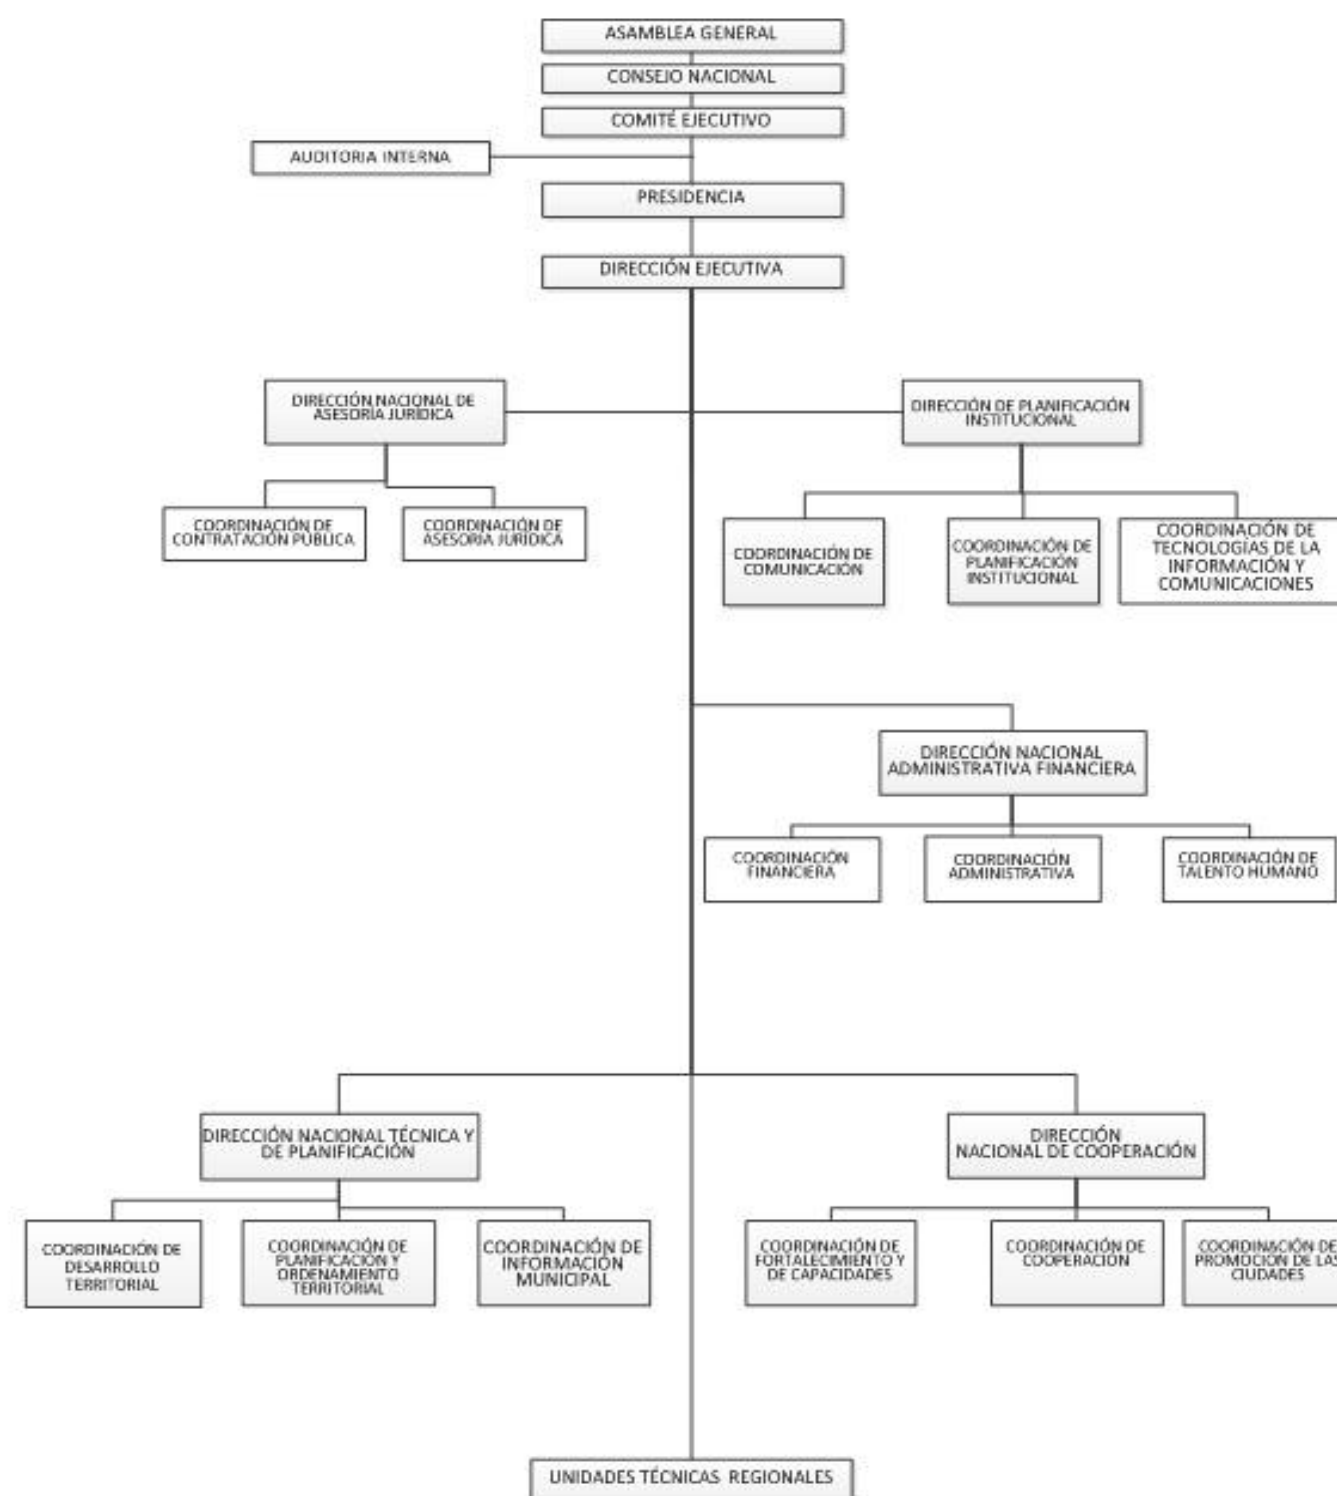 ASAMBLEA GENERAL
CONSEJO NACIONAL
COMITÉ EJECUTIVO
AUDITORIA INTERNA
PRESIDENCIA
DIRECCIÓN EJECUTIVA
DIRECCIÓN NACIONAL DE
ASESORÍA JURÍDICA
DIRECCIÓN DE PLANIFICACIÓN
INSTITUCIONAL
COORDINACIÓN DE
CONTRATACIÓN PÚBLICA
COORDINACIÓN DE
ASESORÍA JURÍDICA
COORDINACIÓN DE
COMUNICACIÓN
COORDINACIÓN DE
PLANIFICACIÓN
INSTITUCIONAL
COORDINACIÓN DE
TECNOLOGÍAS DE LA
INFORMACIÓN Y
COMUNICACIONES
DIRECCIÓN NACIONAL
ADMINISTRATIVA FINANCIERA
COORDINACIÓN
FINANCIERA
COORDINACIÓN
ADMINISTRATIVA
COORDINACIÓN DE
TALENTO HUMANO
DIRECCIÓN NACIONAL TÉCNICA Y
DE PLANIFICACIÓN
DIRECCIÓN
NACIONAL DE COOPERACIÓN
COORDINACIÓN DE
DESARROLLO
TERRITORIAL
COORDINACIÓN DE
PLANIFICACIÓN Y
ORDENAMIENTO
TERRITORIAL
COORDINACIÓN DE
INFORMACIÓN
MUNICIPAL
COORDINACIÓN DE
FORTALECIMIENTO Y
DE CAPACIDADES
COORDINACIÓN DE
COOPERACIÓN
COORDINACIÓN DE
PROMOCIÓN DE LAS
CIUDADES
UNIDADES TÉCNICAS REGIONALES